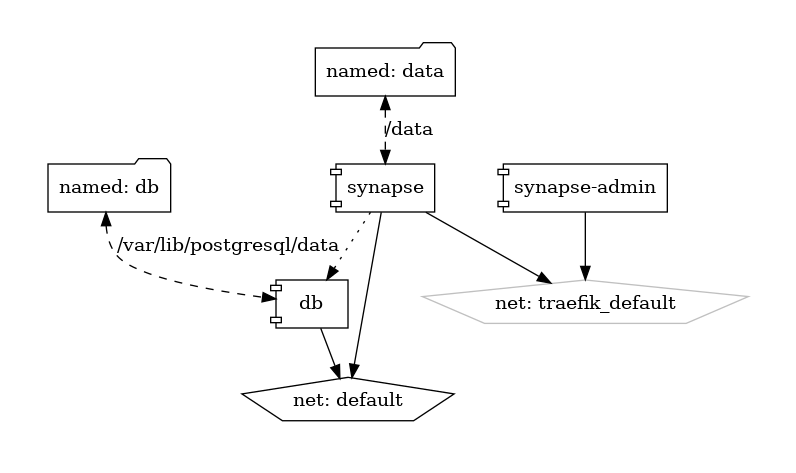 named: data
/data
named: db
synapse
synapse-admin
/var/lib/postgresql/data
db
net: traefik_default
net: default